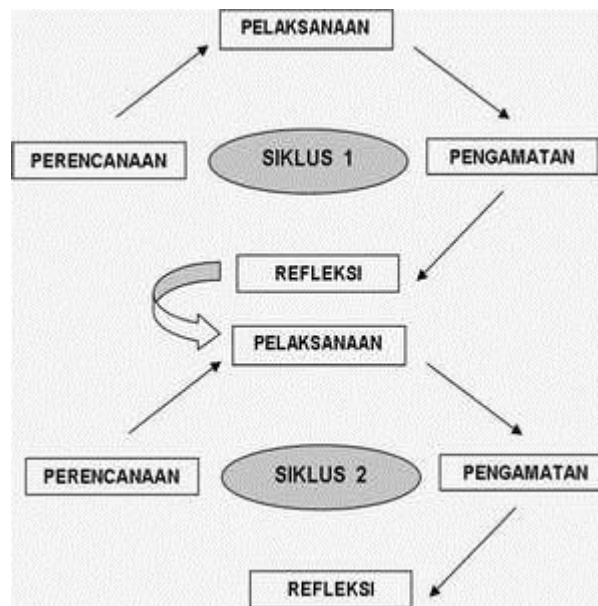 PELAKSANAAN
PERENCANAAN
SIKLUS 1
PENGAMATAN
REFLEKSI
PELAKSANAAN
PERENCANAAN
SIKLUS 2
PENGAMATAN
REFLEKSI